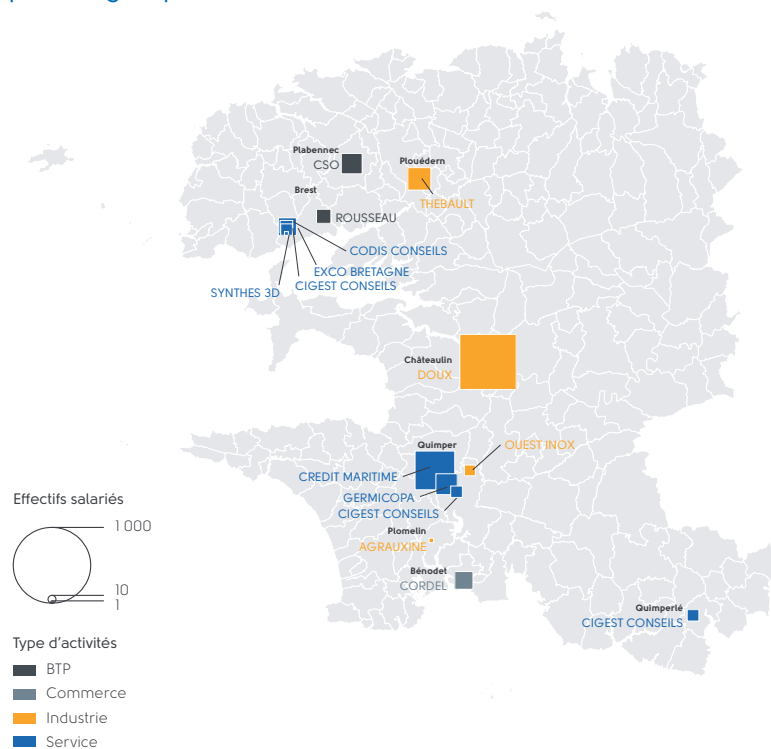 Plabennec
CSO
Plouédern
THEBAULT
Brest
ROUSSEAU
CODIS CONSEILS
EXCO BRETAGNE
CIGEST CONSEILS
SYNTHES 3D
Châteaulin
DOUX
Quimper
OUEST INOX
CREDIT MARITIME
GERMICOPA
CIGEST CONSEILS
Plomelin
AGRAUXINE
Bénodet
CORDEL
Quimperlé
CIGEST CONSEILS
Effectifs salariés
1 000
10
1
Type d'activités
BTP
Commerce
Industrie
Service